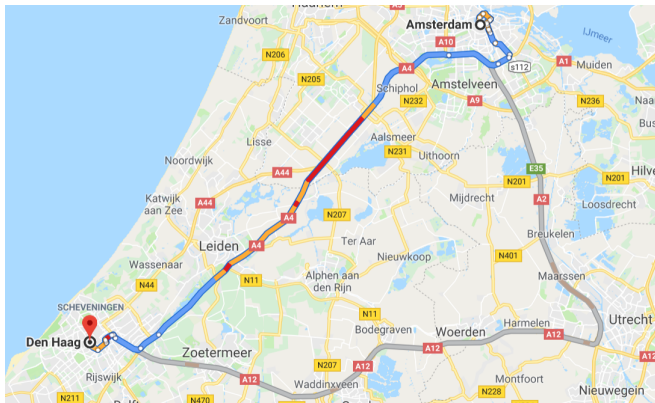 Haarlem
Amsterdam
IJmeer
Zandvoort
A10
N206
A4
s112
Muiden
A1
N205
Schiphol
Amstelveen
N232
A9
N236
Lisse
Aalsmeer
N231
Uithoorn
Noordwijk
A44
E35
N201
N201
A2
Mijdrecht
Loosdrecht
Katwijk
aan Zee
A44
N207
A4
Breukelen
Leiden
A4
Ter Aar
Nieuwkoop
N401
Wassenaar
N11
Alphen aan
den Rijn
Maarssen
N44
SCHEVENINGEN
N11
Bodegraven
Woerden
Harmelen
Utrecht
Den Haag
A12
A12
Zoetermeer
N207
A12
Rijswijk
A12
Waddinxveen
Montfoort
N228
Nieuwegein
N211
N470